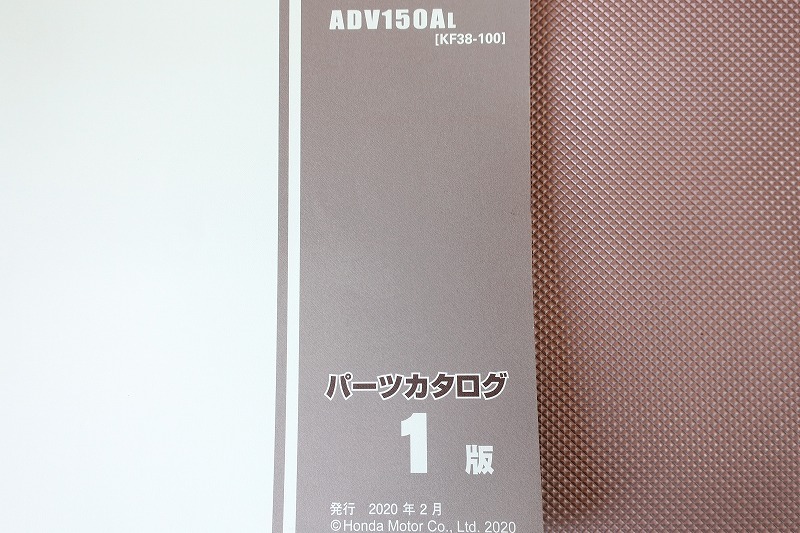 ADV150AL
[KF38-100]
パーツカタログ
1 版
発行 2020 年 2 月
©Honda Motor Co., Ltd. 2020